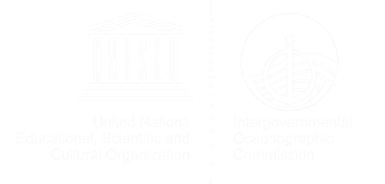 United Nations
Educational, Scientific and
Cultural Organization
Intergovernmental
Oceanographic
Commission